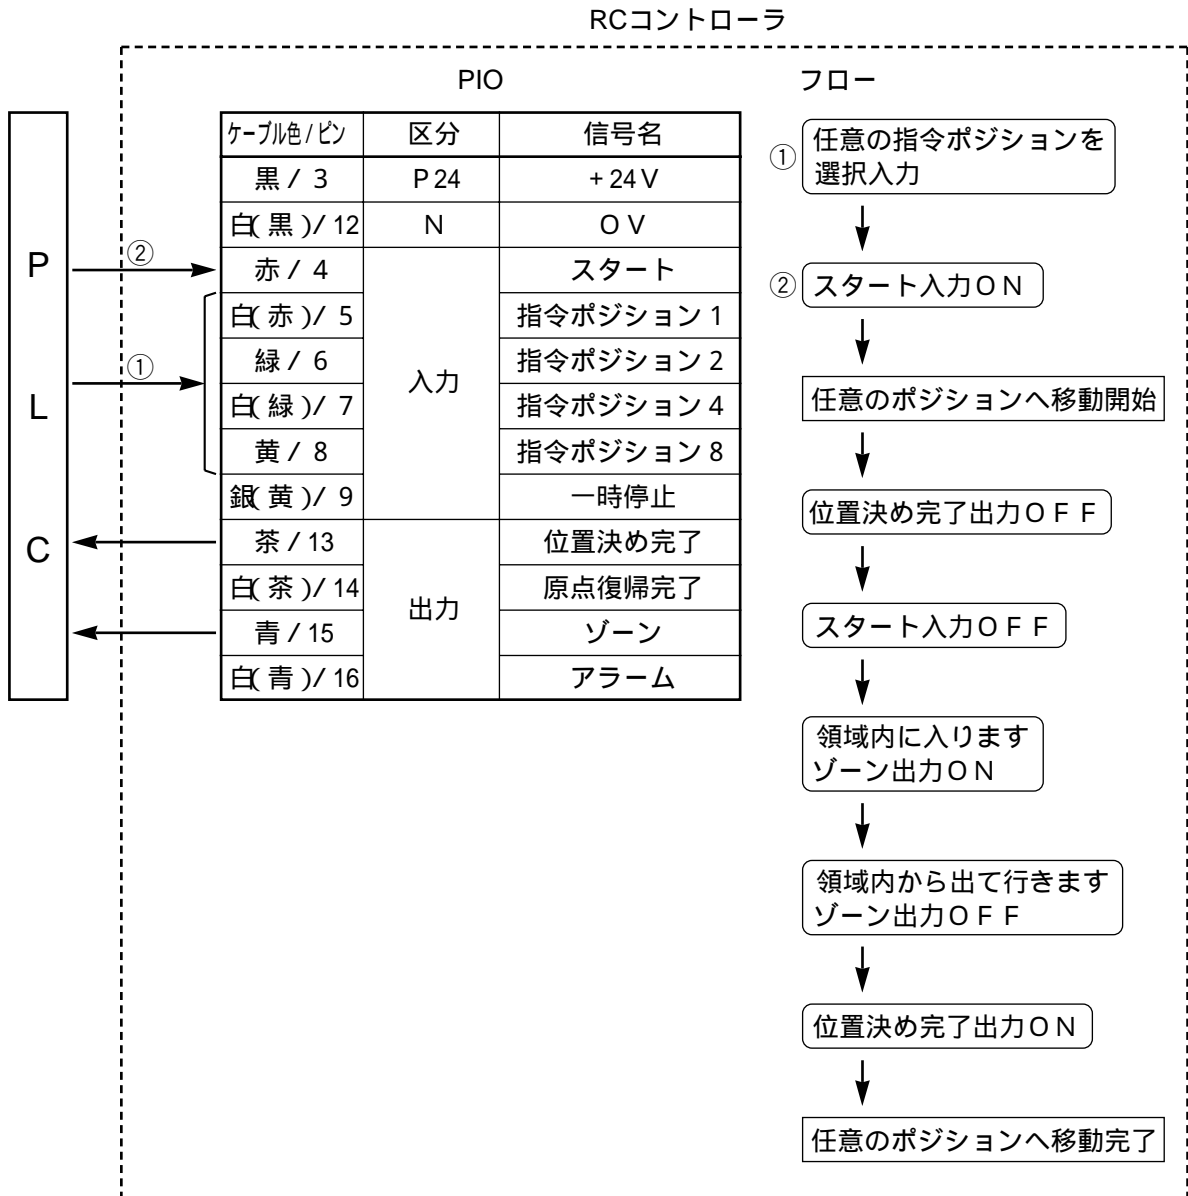 RCコントローラ
PIO
フロー
P
L
C
②
①
ケーブル色/ピン 区分 信号名
黒 / 3 P24 +24V
白(黒)/ 12 N OV
赤 / 4 スタート
白(赤)/ 5 指令ポジション1
緑 / 6 指令ポジション2
入力
白(緑)/ 7 指令ポジション4
黄 / 8 指令ポジション8
銀(黄)/ 9 一時停止
茶 / 13 位置決め完了
白(茶)/ 14 原点復帰完了
出力
青 / 15 ゾーン
白(青)/ 16 アラーム
① 任意の指令ポジションを
選択入力
② スタート入力ON
任意のポジションへ移動開始
位置決め完了出力OFF
スタート入力OFF
領域内に入ります
ゾーン出力ON
領域内から出て行きます
ゾーン出力OFF
位置決め完了出力ON
任意のポジションへ移動完了